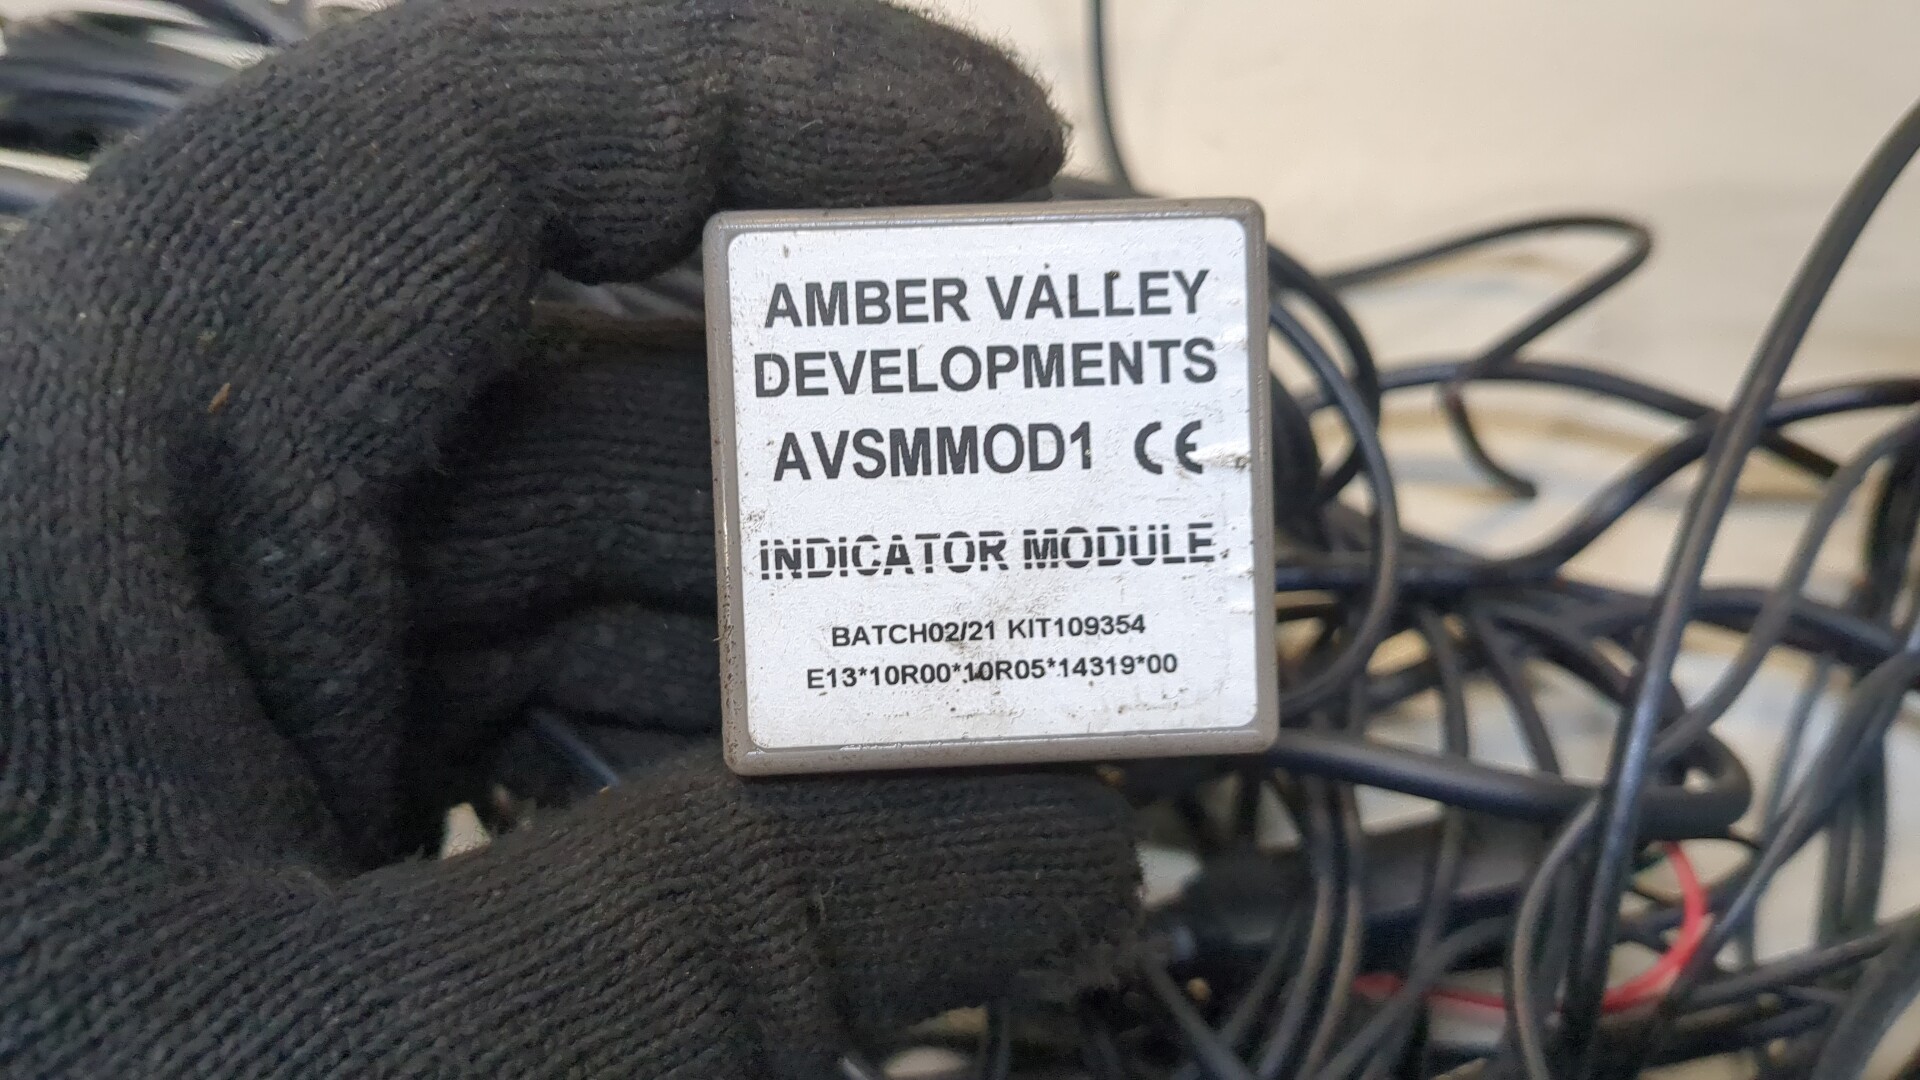 AMBER VALLEY
DEVELOPMENTS
AVSMMOD1 CE
INDICATOR MODULE.
BATCH02/21 KIT109354
E13*10R00*10R05*14319*00